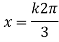 x = k2π/3